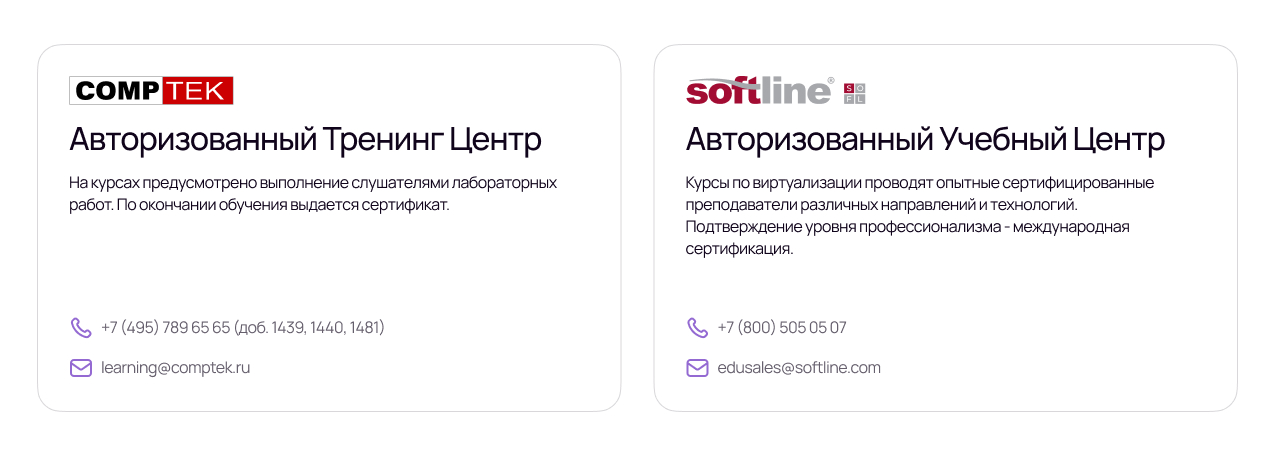 COMPTEK
Авторизованный Тренинг Центр
На курсах предусмотрено выполнение слушателями лабораторных
работ. По окончании обучения выдается сертификат.
+7 (495) 789 65 65 (доб. 1439, 1440, 1481)
learning@comptek.ru
softline® SOFL
Авторизованный Учебный Центр
Курсы по виртуализации проводят опытные сертифицированные
преподаватели различных направлений и технологий.
Подтверждение уровня профессионализма - международная
сертификация.
+7 (800) 505 05 07
edusales@softline.com